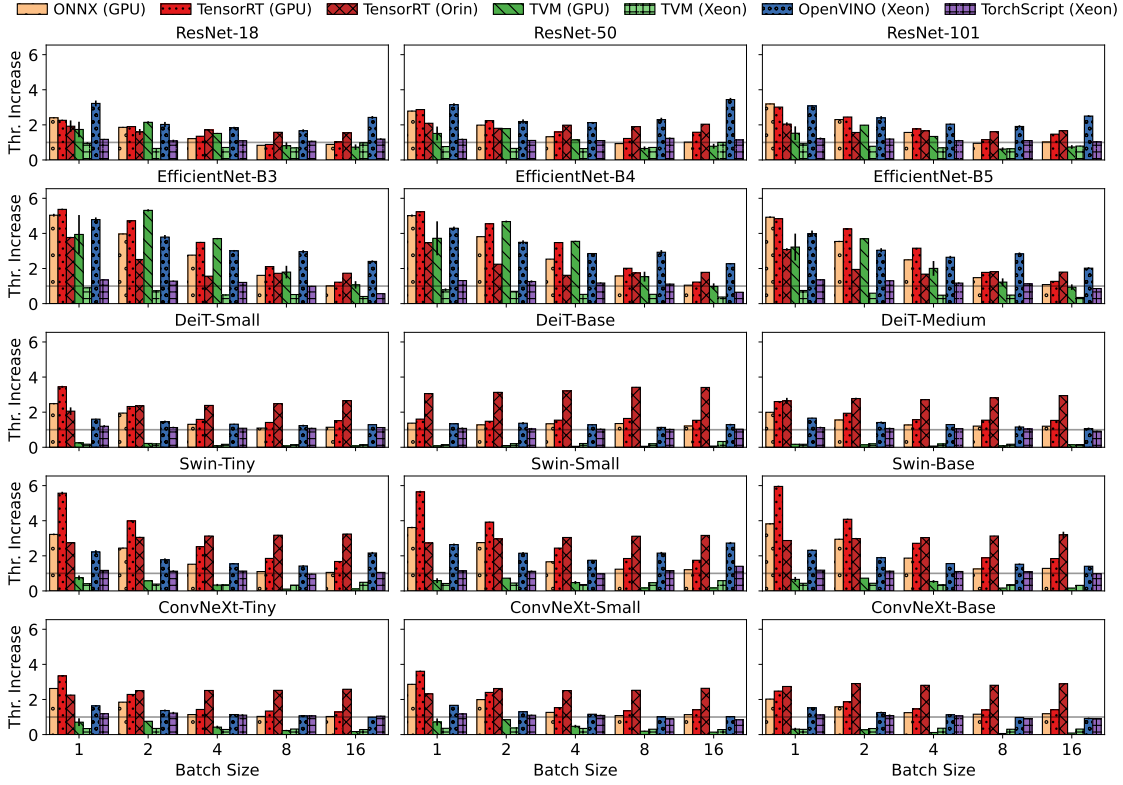 ONNX (GPU) TensorRT (GPU) TensorRT (Orin) TVM (GPU) TVM (Xeon) OpenVINO (Xeon) TorchScript (Xeon)
ResNet-18 ResNet-50 ResNet-101
Thr. Increase
6
4
2
0
EfficientNet-B3 EfficientNet-B4 EfficientNet-B5
Thr. Increase
6
4
2
0
DeiT-Small DeiT-Base DeiT-Medium
Thr. Increase
6
4
2
0
Swin-Tiny Swin-Small Swin-Base
Thr. Increase
6
4
2
0
ConvNeXt-Tiny ConvNeXt-Small ConvNeXt-Base
Thr. Increase
6
4
2
0
1 2 4 8 16 1 2 4 8 16 1 2 4 8 16
Batch Size Batch Size Batch Size